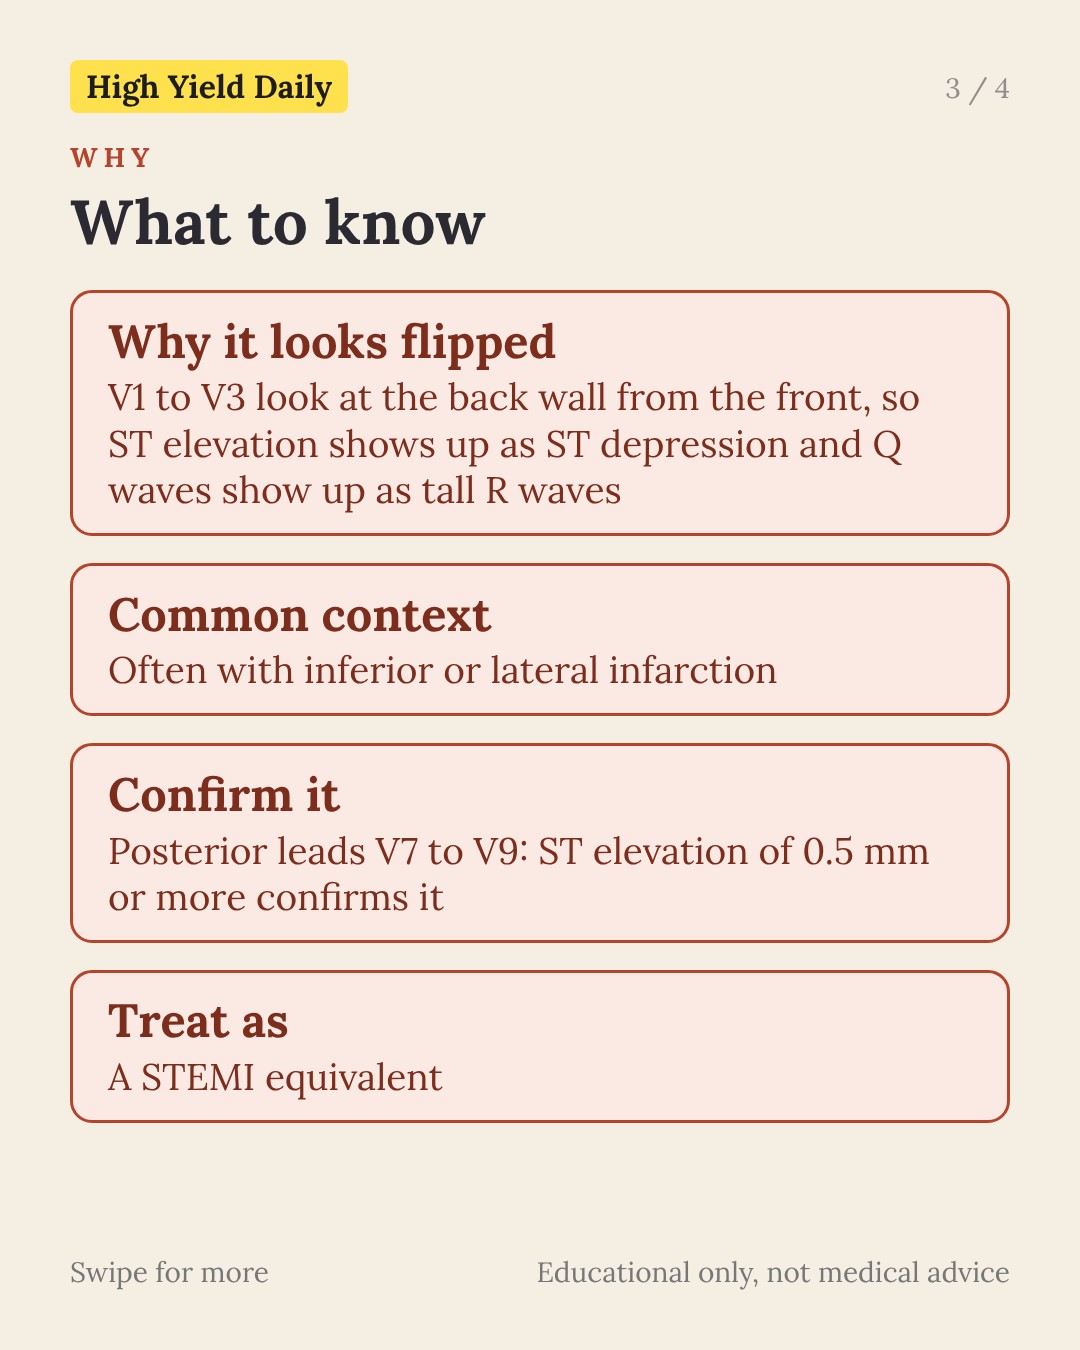 High Yield Daily
3 / 4
WHY
What to know
Why it looks flipped
V1 to V3 look at the back wall from the front, so
ST elevation shows up as ST depression and Q
waves show up as tall R waves
Common context
Often with inferior or lateral infarction
Confirm it
Posterior leads V7 to V9: ST elevation of 0.5 mm
or more confirms it
Treat as
A STEMI equivalent
Swipe for more
Educational only, not medical advice